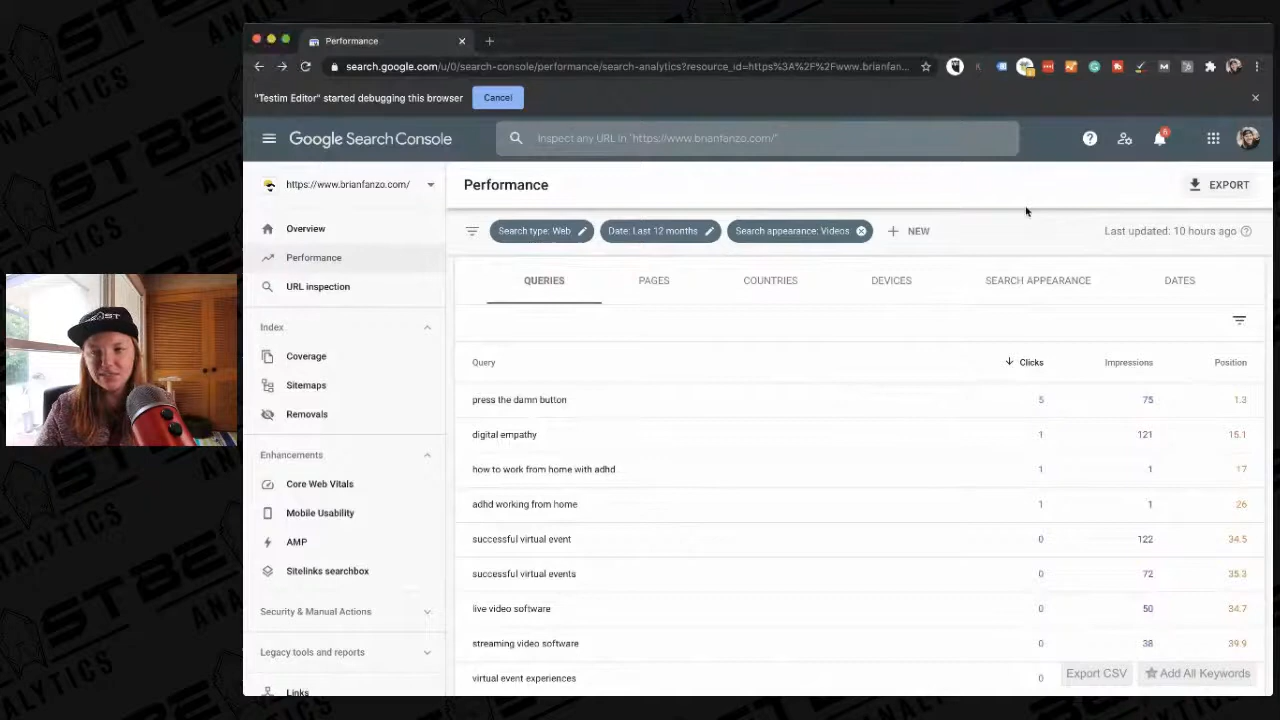 Performance
search.google.com/u/0/search-console/performance/search-analytics?resource_id=https%3A%2F%2Fwww.brianfan...
"Testim Editor" started debugging this browser
Cancel
Google Search Console
Inspect any URL in "https://www.brianfanzo.com/"
6
https://www.brianfanzo.com/
Performance
EXPORT
Overview
Performance
URL inspection
Index
Coverage
Sitemaps
Removals
Enhancements
Core Web Vitals
Mobile Usability
AMP
Sitelinks searchbox
Security & Manual Actions
Legacy tools and reports
Links
Search type: Web
Date: Last 12 months
Search appearance: Videos
NEW
Last updated: 10 hours ago
QUERIES PAGES COUNTRIES DEVICES SEARCH APPEARANCE DATES
Query Clicks Impressions Position
press the damn button 5 75 1.3
digital empathy 1 121 15.1
how to work from home with adhd 1 1 17
adhd working from home 1 1 26
successful virtual event 0 122 34.5
successful virtual events 0 72 35.3
live video software 0 50 34.7
streaming video software 0 38 39.9
virtual event experiences 0
Export CSV
Add All Keywords
ANALYTICS